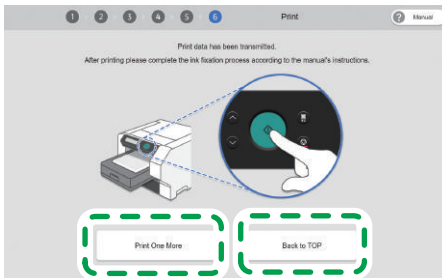 1 2 3 4 5 6 Print ? Manual
Print data has been transmitted.
After printing please complete the ink fixation process according to the manual's instructions.
Print One More Back to TOP